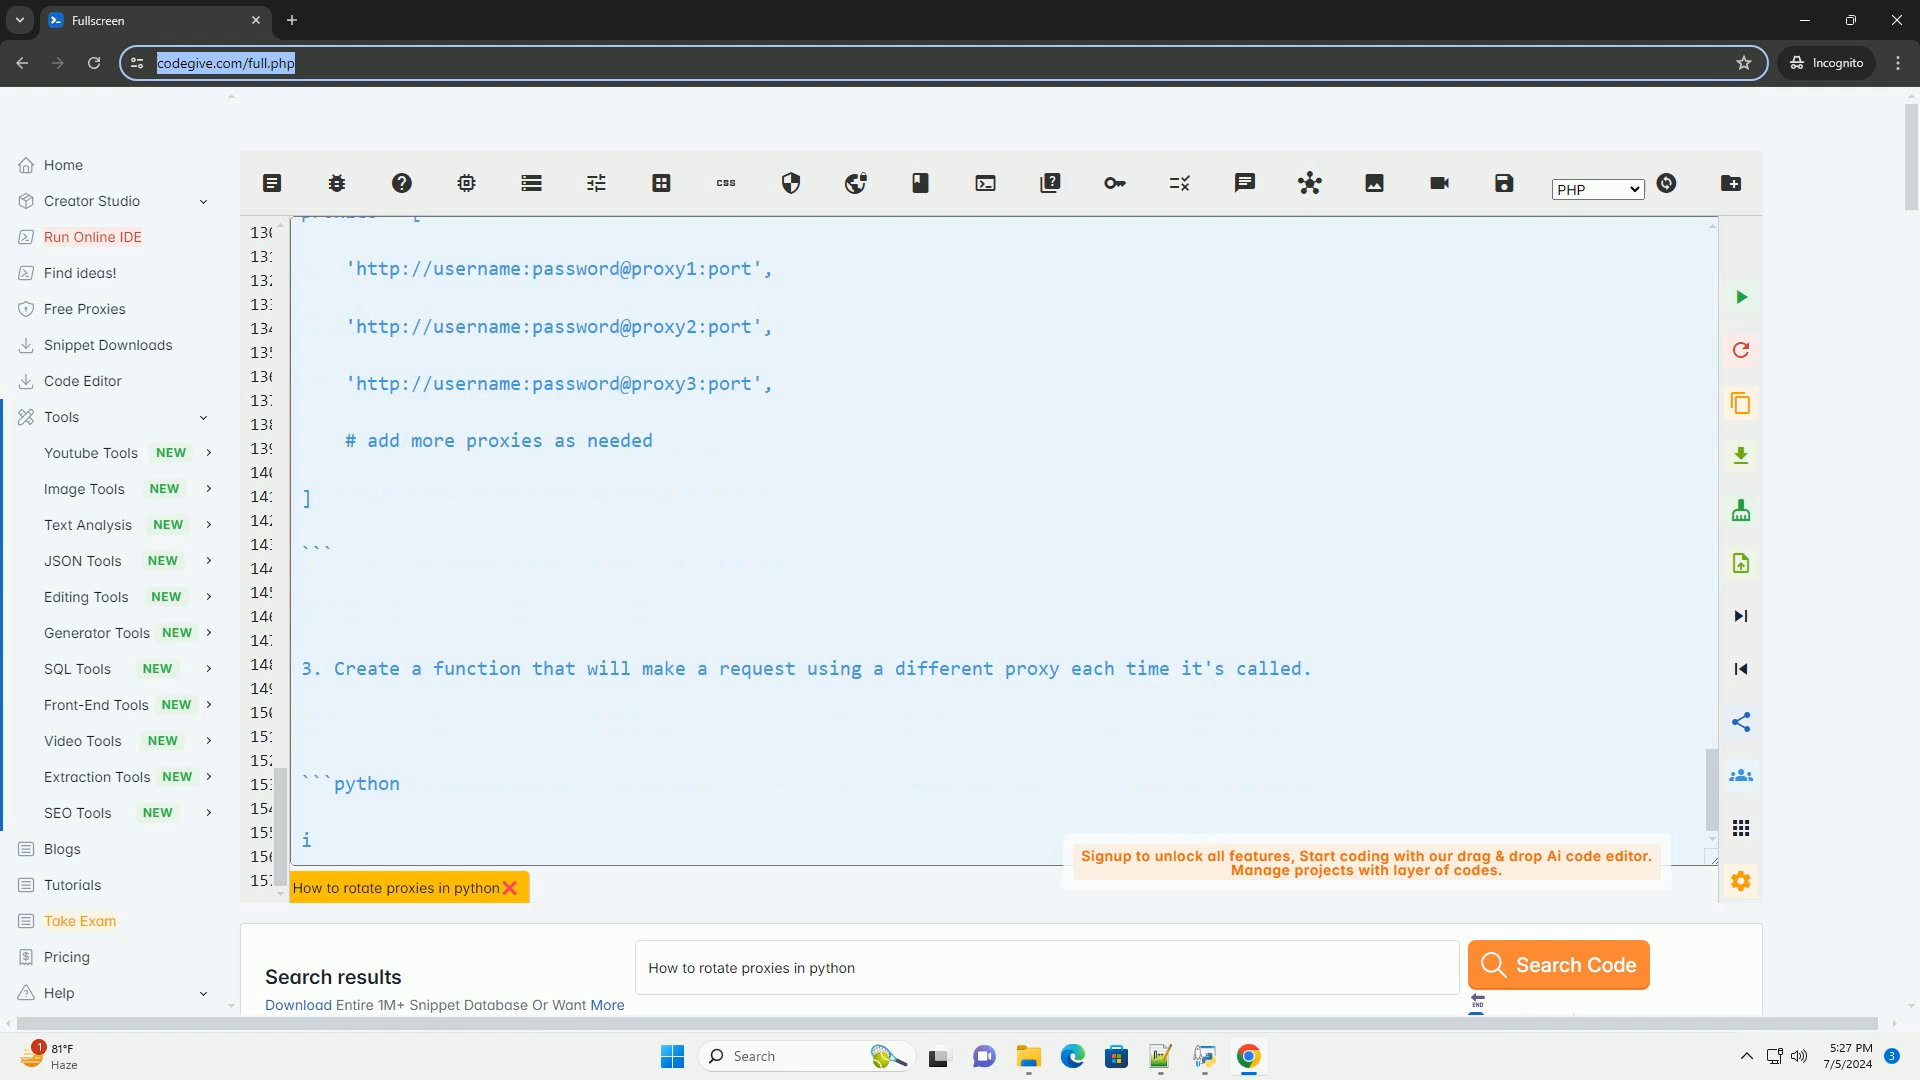 Fullscreen
codegive.com/full.php
Incognito
Home
Creator Studio
Run Online IDE
Find ideas!
Free Proxies
Snippet Downloads
Code Editor
Tools
Youtube Tools NEW
Image Tools NEW
Text Analysis NEW
JSON Tools NEW
Editing Tools NEW
Generator Tools NEW
SQL Tools NEW
Front-End Tools NEW
Video Tools NEW
Extraction Tools NEW
SEO Tools NEW
Blogs
Tutorials
Take Exam
Pricing
Help
css
PHP
'http://username:password@proxy1:port',
'http://username:password@proxy2:port',
'http://username:password@proxy3:port',
# add more proxies as needed
]
```
3. Create a function that will make a request using a different proxy each time it's called.
```python
i
Signup to unlock all features, Start coding with our drag & drop Ai code editor.
Manage projects with layer of codes.
How to rotate proxies in python
Search results
Download Entire 1M+ Snippet Database Or Want More
How to rotate proxies in python
Search Code
END
1
81°F
Haze
Search
5:27 PM
7/5/2024
3